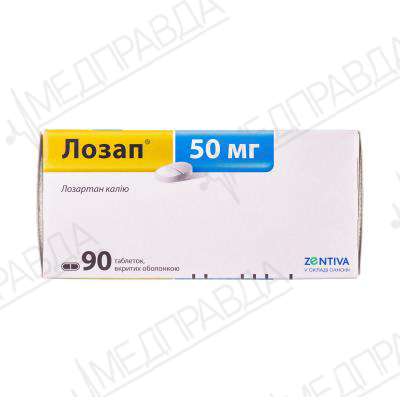 МЕДПРАВДА
Лозап®
50 мг
Лозартан калію
90
таблеток,
вкритих оболонкою
ZENTIVA
У СКЛАДІ САНОФІ